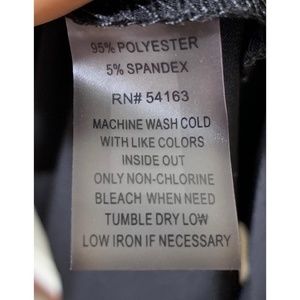 95% POLYESTER
5% SPANDEX
RN# 54163
MACHINE WASH COLD
WITH LIKE COLORS
INSIDE OUT
ONLY NON-CHLORINE
BLEACH WHEN NEED
TUMBLE DRY LOW
LOW IRON IF NECESSARY